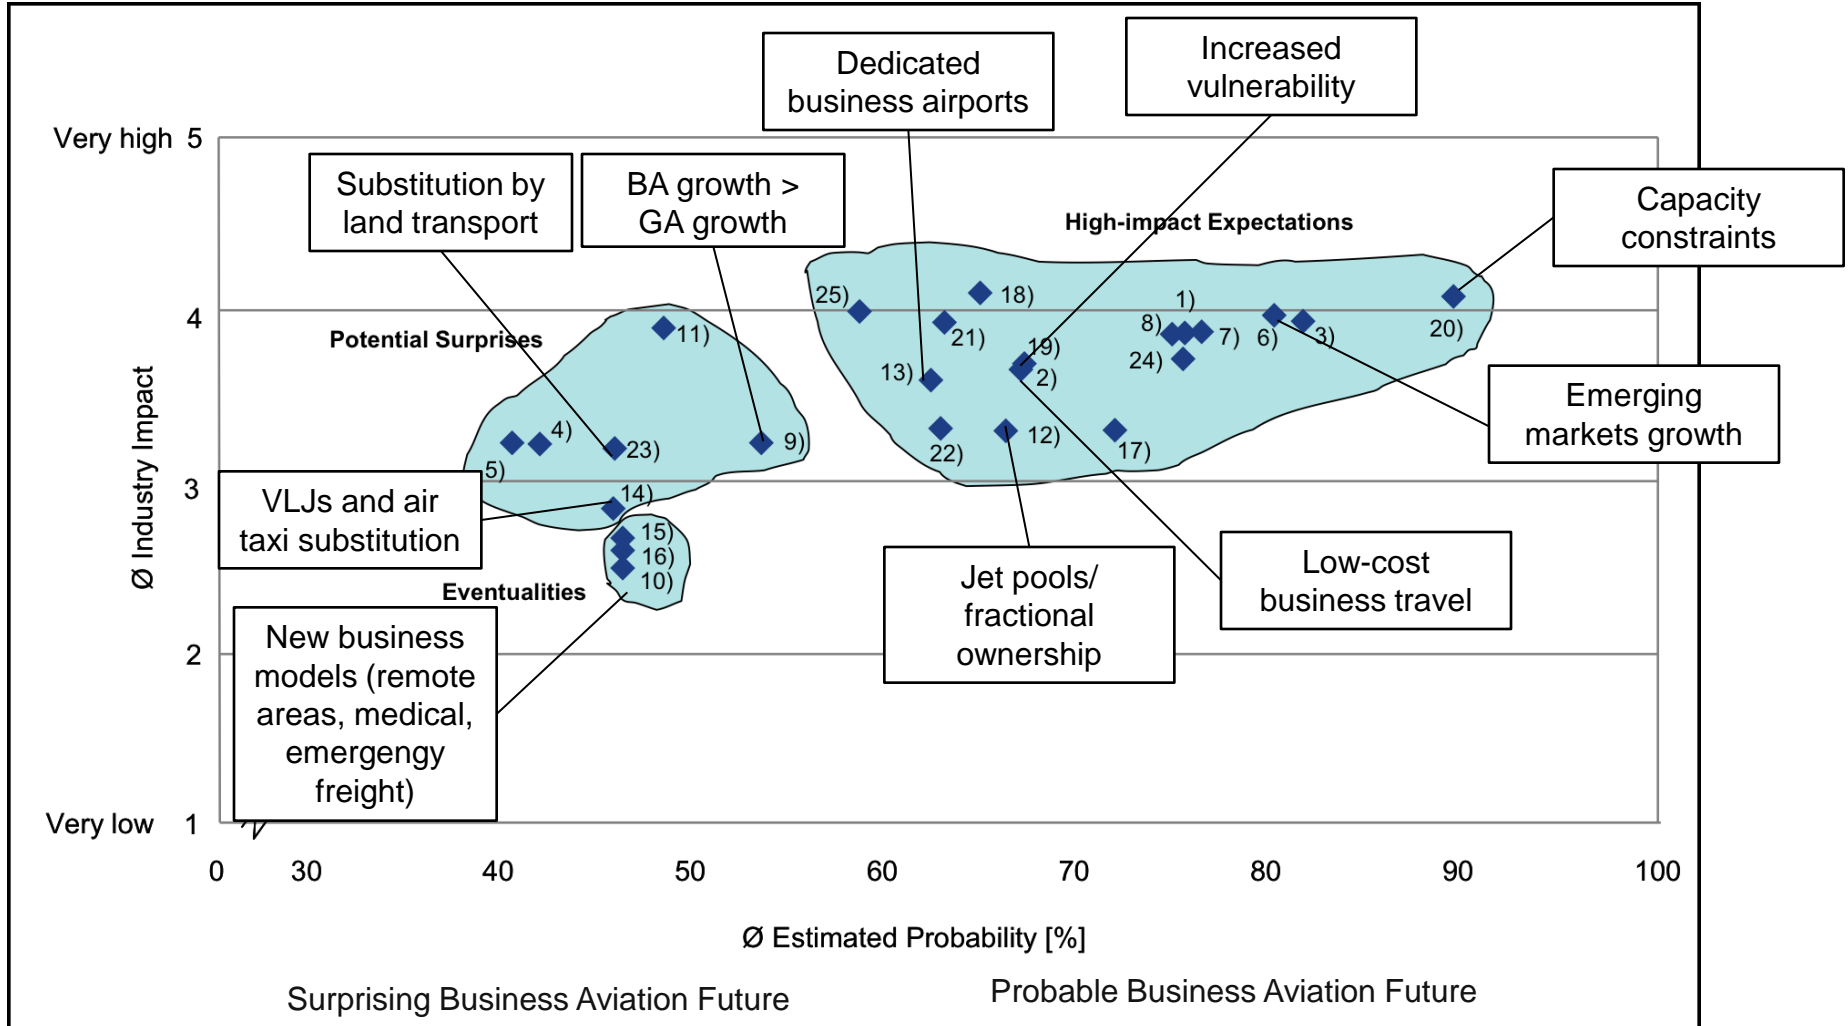 Increased
vulnerability
Dedicated
business airports
Very high 5
Substitution by
land transport
BA growth >
GA growth
High-impact Expectations
Capacity
constraints
25)
18)
1)
4
Potential Surprises
11)
21)
8)
7)
6)
3)
20)
19)
24)
13)
2)
Emerging
markets growth
4)
23)
9)
22)
12)
17)
5)
3
14)
VLJs and air
taxi substitution
15)
16)
10)
Eventualities
Jet pools/
fractional
ownership
Low-cost
business travel
New business
models (remote
areas, medical,
emergengy
freight)
2
Very low 1
Ø Industry Impact
0 30 40 50 60 70 80 90 100
Ø Estimated Probability [%]
Surprising Business Aviation Future
Probable Business Aviation Future